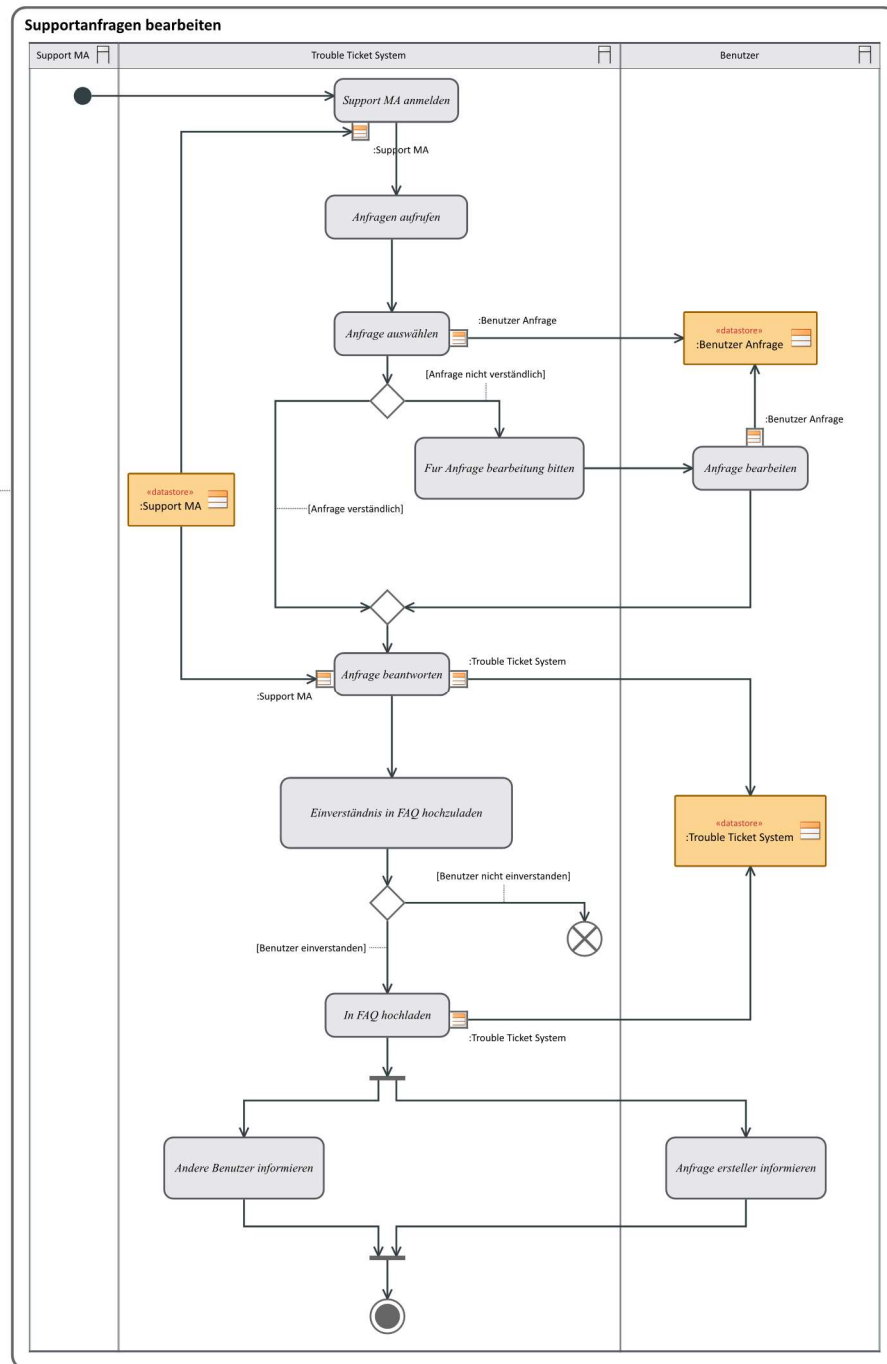 Supportanfragen bearbeiten
Support MA
Trouble Ticket System
Benutzer
Support MA anmelden
:Support MA
Anfragen aufrufen
Anfrage auswählen
:Benutzer Anfrage
«datastore»
:Benutzer Anfrage
[Anfrage nicht verständlich]
:Benutzer Anfrage
Fur Anfrage bearbeitung bitten
Anfrage bearbeiten
«datastore»
:Support MA
[Anfrage verständlich]
Anfrage beantworten
:Trouble Ticket System
:Support MA
Einverständnis in FAQ hochzuladen
«datastore»
:Trouble Ticket System
[Benutzer nicht einverstanden]
[Benutzer einverstanden]
In FAQ hochladen
:Trouble Ticket System
Andere Benutzer informieren
Anfrage ersteller informieren